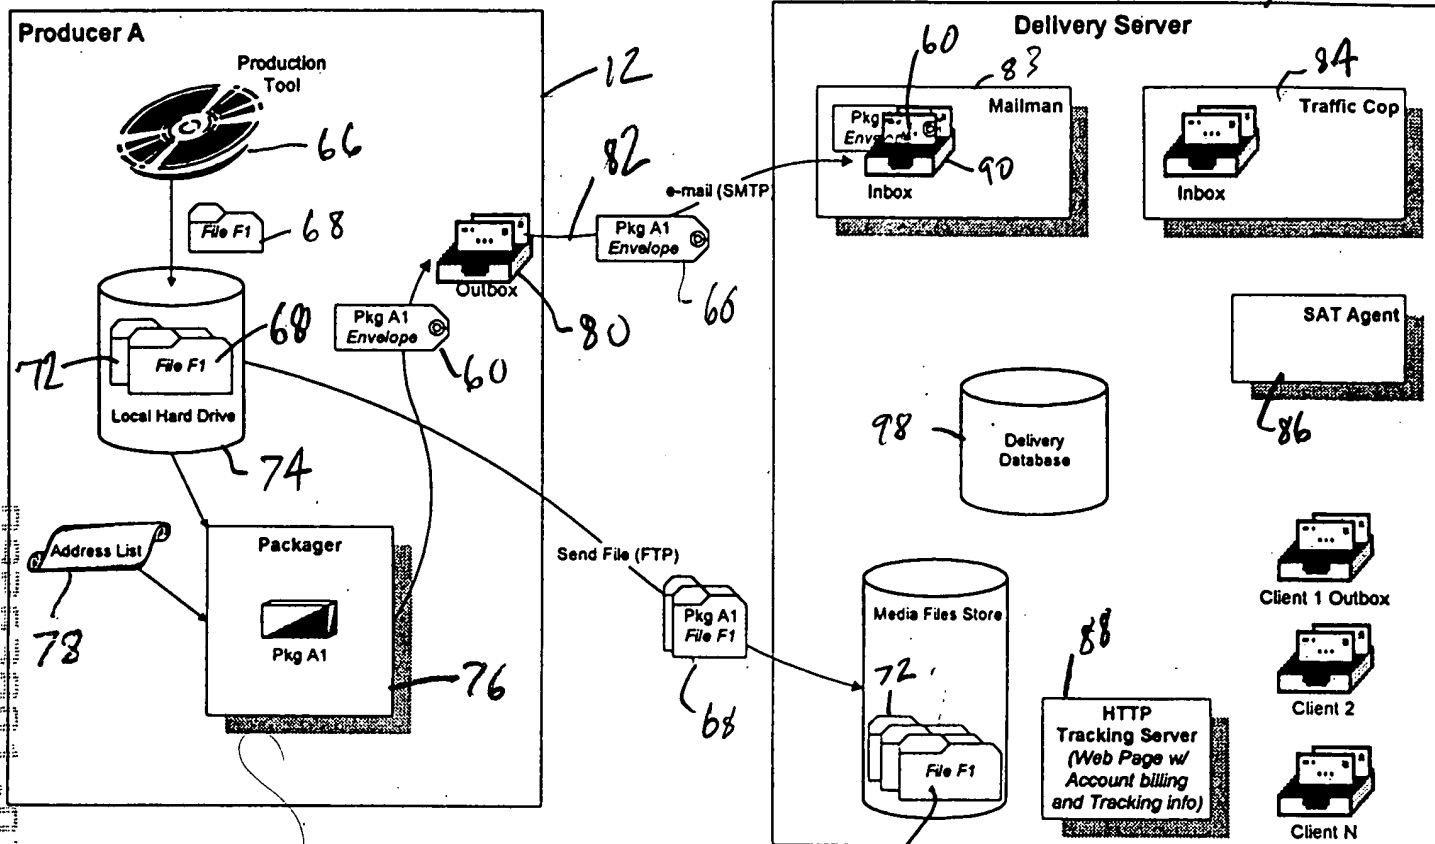 Producer A
Production
Tool
66
File F1
68
12
82
Outbox
80
Pkg A1
Envelope
60
Pkg A1
Envelope
66
e-mail (SMTP
72
68
File F1
Local Hard Drive
74
Address List
78
Packager
Pkg A1
76
Send File (FTP)
Pkg A1
File F1
68
Delivery Server
60
83
Mailman
Pkg
Inbox
90
84
Traffic Cop
Inbox
SAT Agent
86
98
Delivery
Database
Media Files Store
72
File F1
88
HTTP
Tracking Server
(Web Page w/
Account billing
and Tracking info)
Client 1 Outbox
Client 2
Client N